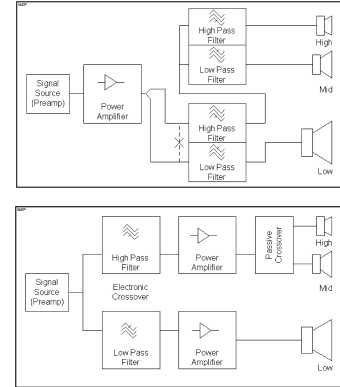 High Pass
Filter
High
Low Pass
Filter
Mid
Signal
Source
(Preamp)
Power
Amplifier
High Pass
Filter
Low Pass
Filter
Low
High Pass
Filter
Power
Amplifier
Passive
Crossover
High
Mid
Signal
Source
(Preamp)
Electronic
Crossover
Low Pass
Filter
Power
Amplifier
Low